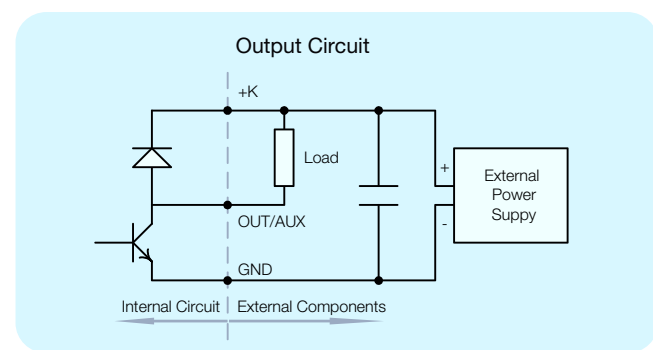 Output Circuit
+K
Load
+
External
Power
Suppy
OUT/AUX
-
GND
Internal Circuit
External Components